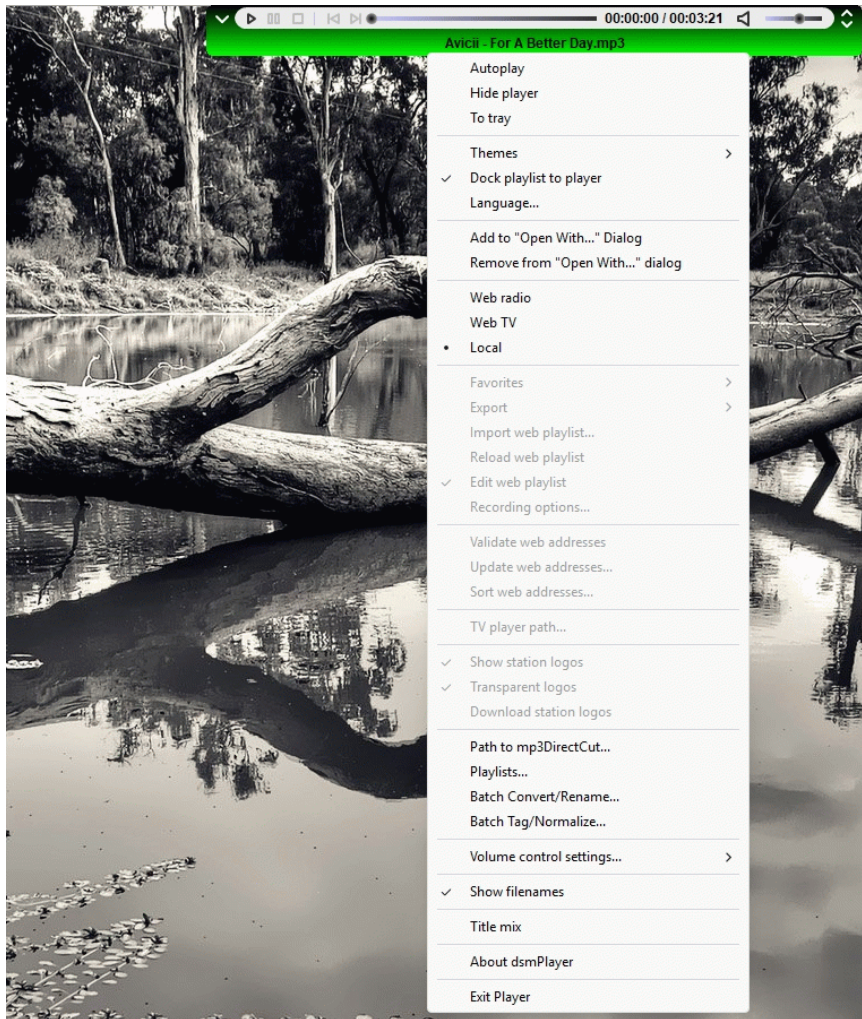 00:00:00 / 00:03:21
Avicii - For A Better Day.mp3
Autoplay
Hide player
To tray
Themes
Dock playlist to player
Language...
Add to "Open With..." Dialog
Remove from "Open With..." dialog
Web radio
Web TV
Local
Favorites
Export
Import web playlist...
Reload web playlist
Edit web playlist
Recording options...
Validate web addresses
Update web addresses...
Sort web addresses...
TV player path...
Show station logos
Transparent logos
Download station logos
Path to mp3DirectCut...
Playlists...
Batch Convert/Rename...
Batch Tag/Normalize...
Volume control settings...
Show filenames
Title mix
About dsmPlayer
Exit Player